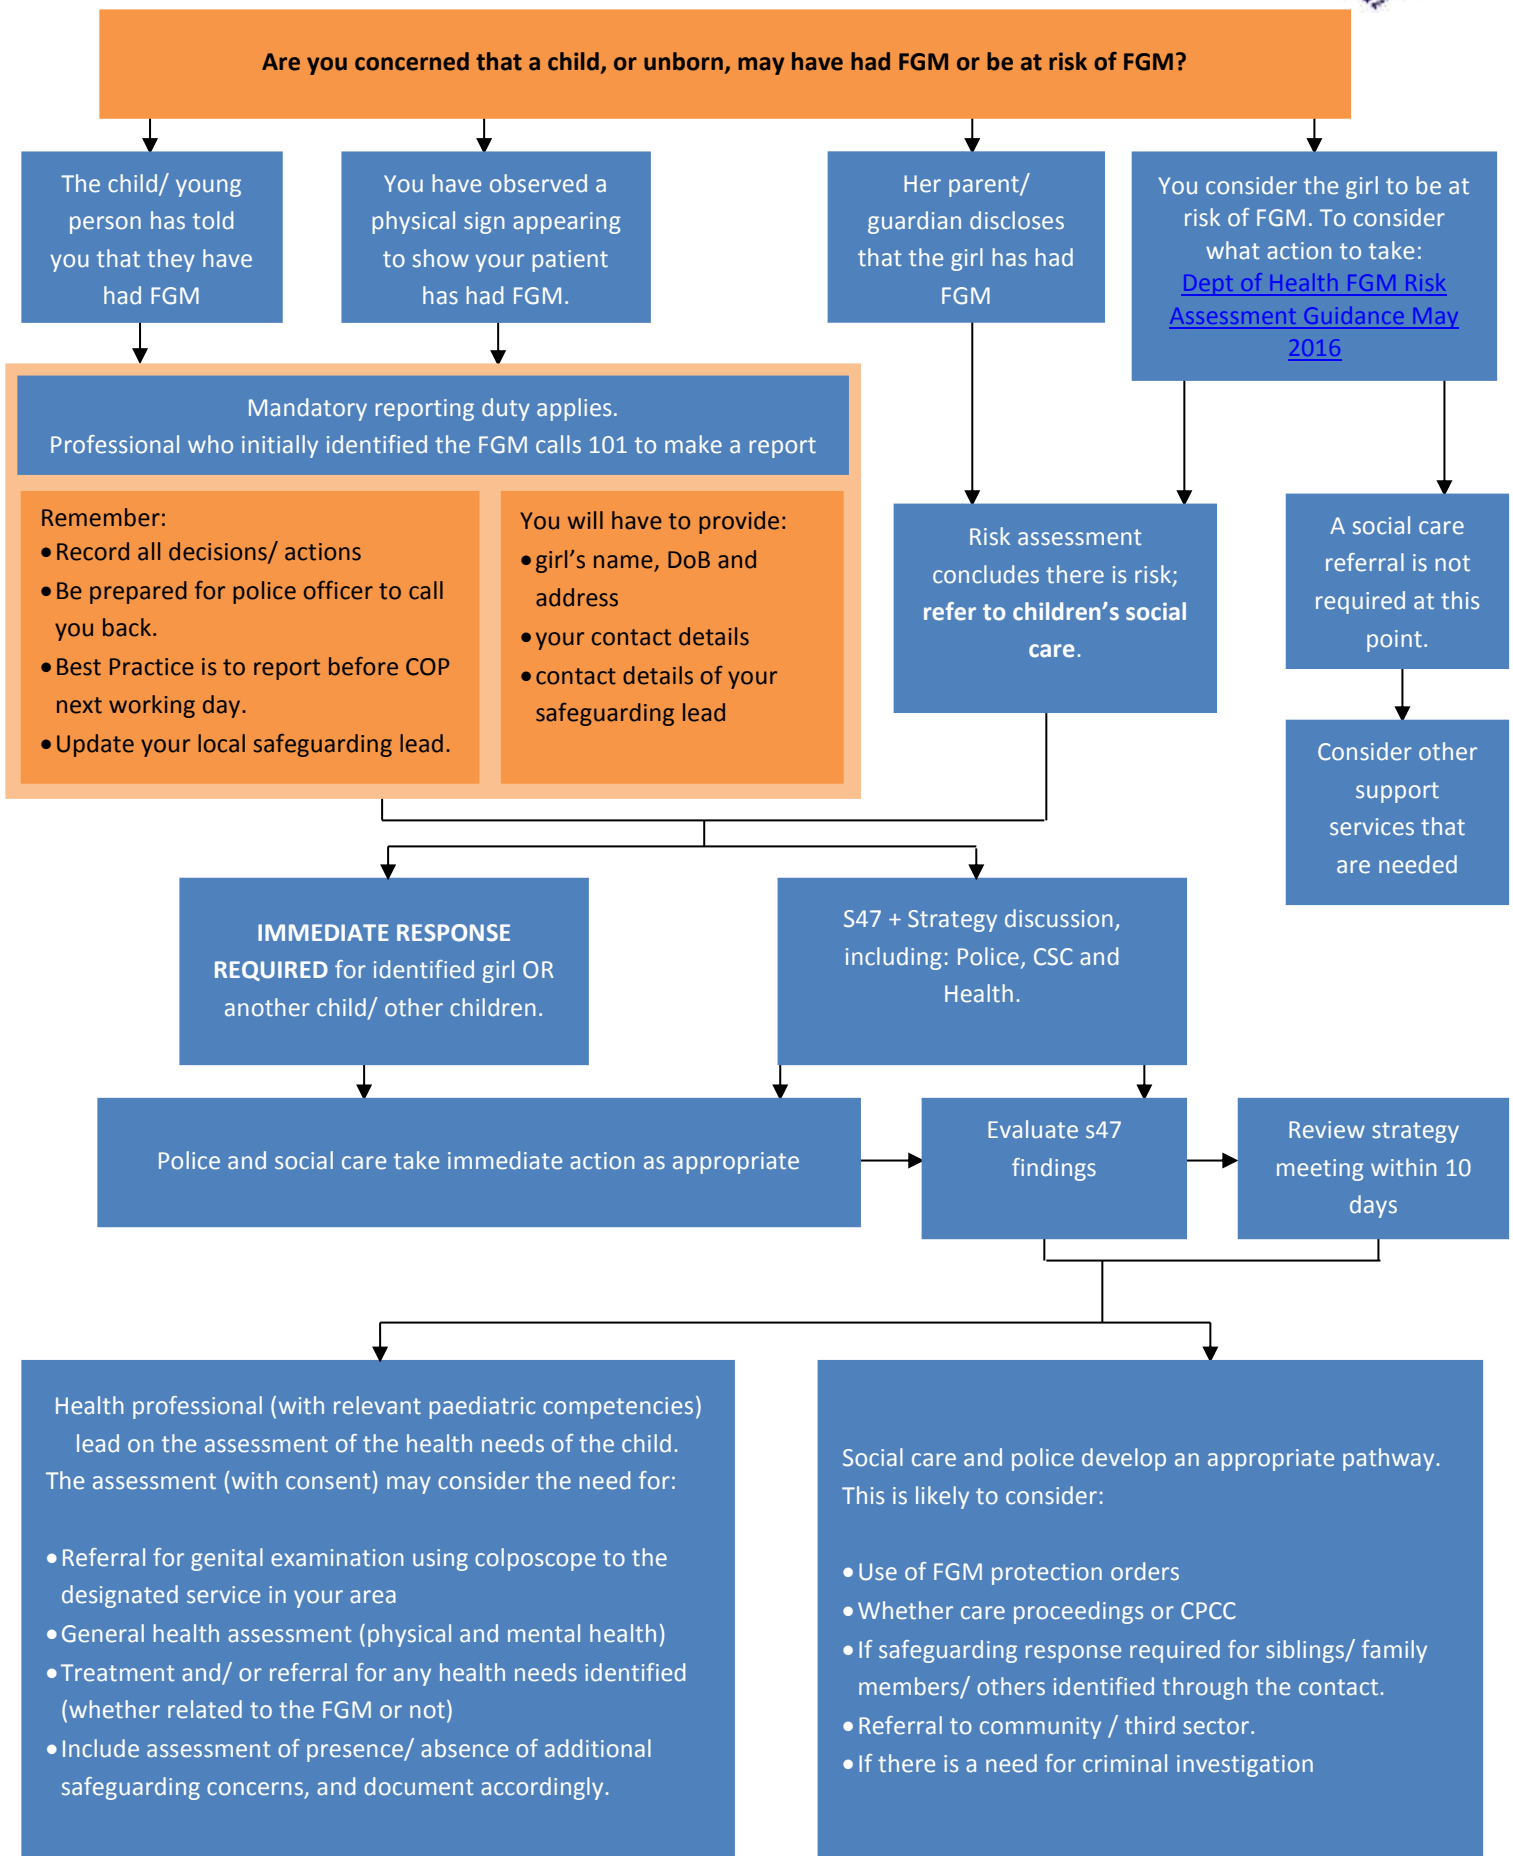 Are you concerned that a child, or unborn, may have had FGM or be at risk of FGM?
The child/ young
person has told
you that they have
had FGM
You have observed a
physical sign appearing
to show your patient
has had FGM.
Her parent/
guardian discloses
that the girl has had
FGM
You consider the girl to be at
risk of FGM. To consider
what action to take:
Dept of Health FGM Risk
Assessment Guidance May
2016
Mandatory reporting duty applies.
Professional who initially identified the FGM calls 101 to make a report
Remember:
•Record all decisions/ actions
•Be prepared for police officer to call
you back.
•Best Practice is to report before COP
next working day.
•Update your local safeguarding lead.
You will have to provide:
•girl’s name, DoB and
address
•your contact details
•contact details of your
safeguarding lead
Risk assessment
concludes there is risk;
refer to children’s social
care.
A social care
referral is not
required at this
point.
Consider other
support
services that
are needed
IMMEDIATE RESPONSE
REQUIRED for identified girl OR
another child/ other children.
S47 + Strategy discussion,
including: Police, CSC and
Health.
Police and social care take immediate action as appropriate
Evaluate s47
findings
Review strategy
meeting within 10
days
Health professional (with relevant paediatric competencies)
lead on the assessment of the health needs of the child.
The assessment (with consent) may consider the need for:
•Referral for genital examination using colposcope to the
designated service in your area
•General health assessment (physical and mental health)
•Treatment and/ or referral for any health needs identified
(whether related to the FGM or not)
•Include assessment of presence/ absence of additional
safeguarding concerns, and document accordingly.
Social care and police develop an appropriate pathway.
This is likely to consider:
•Use of FGM protection orders
•Whether care proceedings or CPCC
•If safeguarding response required for siblings/ family
members/ others identified through the contact.
•Referral to community / third sector.
•If there is a need for criminal investigation